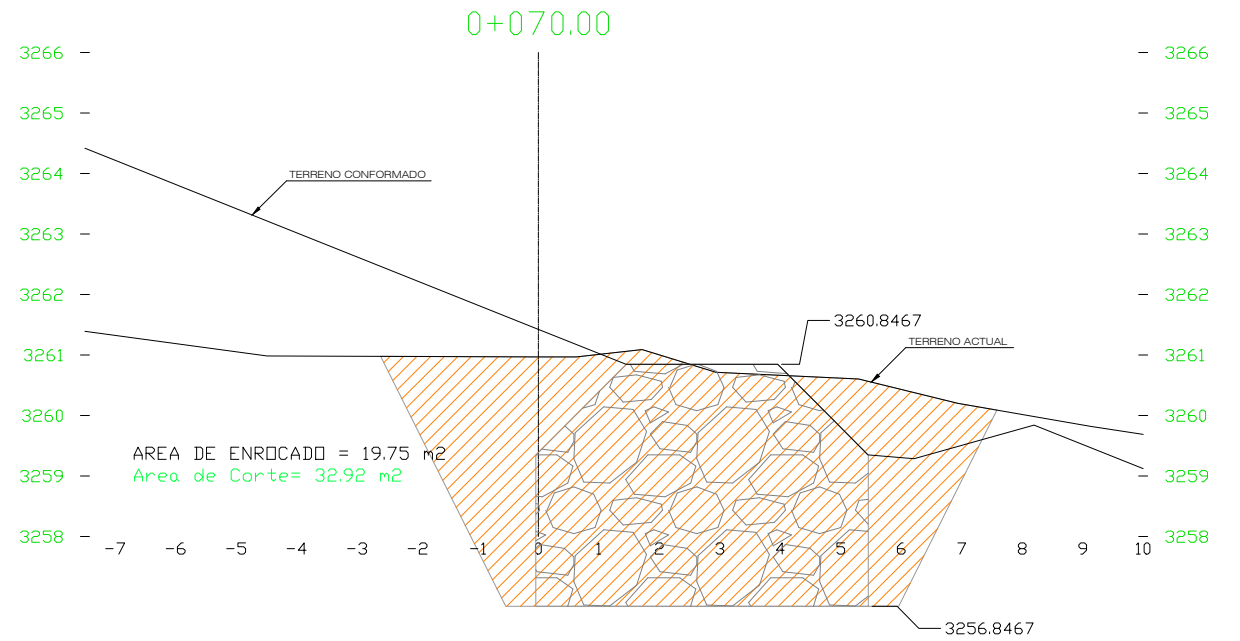 0+070.00
3266 3266
3265 3265
3264 TERRENO CONFORMADO 3264
3263 3263
3262 3262
3260.8467
TERRENO ACTUAL
3261 3261
3260 3260
AREA DE ENROCADO = 19.75 m2
3259 Area de Corte= 32.92 m2 3259
3258 3258
-7 -6 -5 -4 -3 -2 -1 0 1 2 3 4 5 6 7 8 9 10
3256.8467